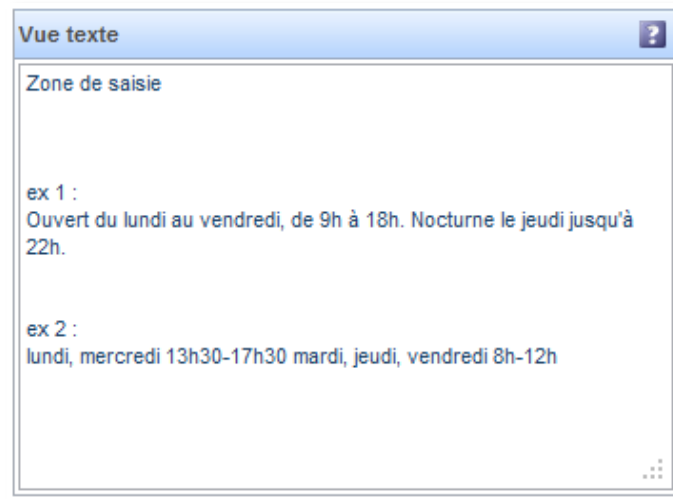 Vue texte
?
Zone de saisie
ex 1 :
Ouvert du lundi au vendredi, de 9h à 18h. Nocturne le jeudi jusqu'à
22h.
ex 2 :
lundi, mercredi 13h30-17h30 mardi, jeudi, vendredi 8h-12h